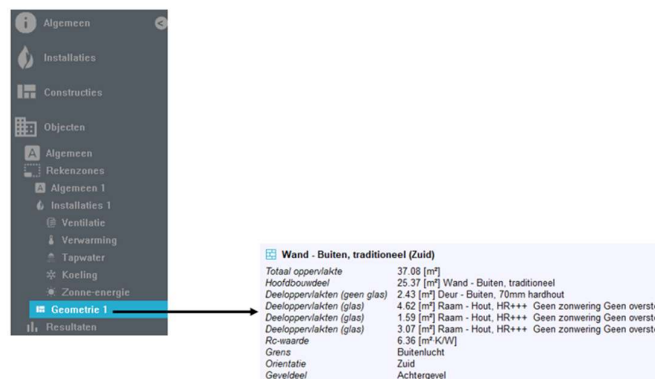 Algemeen
Installaties
Constructies
Objecten
A Algemeen
Rekenzones
A Algemeen 1
Installaties 1
Ventilatie
Verwarming
Tapwater
Koeling
Zonne-energie
Geometrie 1
Resultaten
Wand - Buiten, traditioneel (Zuid)
Totaal oppervlakte 37.08 [m²]
Hoofdbouwdeel 25.37 [m²] Wand - Buiten, traditioneel
Deeloppervlakten (geen glas) 2.43 [m²] Deur - Buiten, 70mm hardhout
Deeloppervlakten (glas) 4.62 [m²] Raam - Hout, HR+++ Geen zonwering Geen overste
Deeloppervlakten (glas) 1.59 [m²] Raam - Hout, HR+++ Geen zonwering Geen overste
Deeloppervlakten (glas) 3.07 [m²] Raam - Hout, HR+++ Geen zonwering Geen overste
Rc-waarde 6.36 [m²·K/W]
Grens Buitenlucht
Orientatie Zuid
Geveldeel Achtergevel